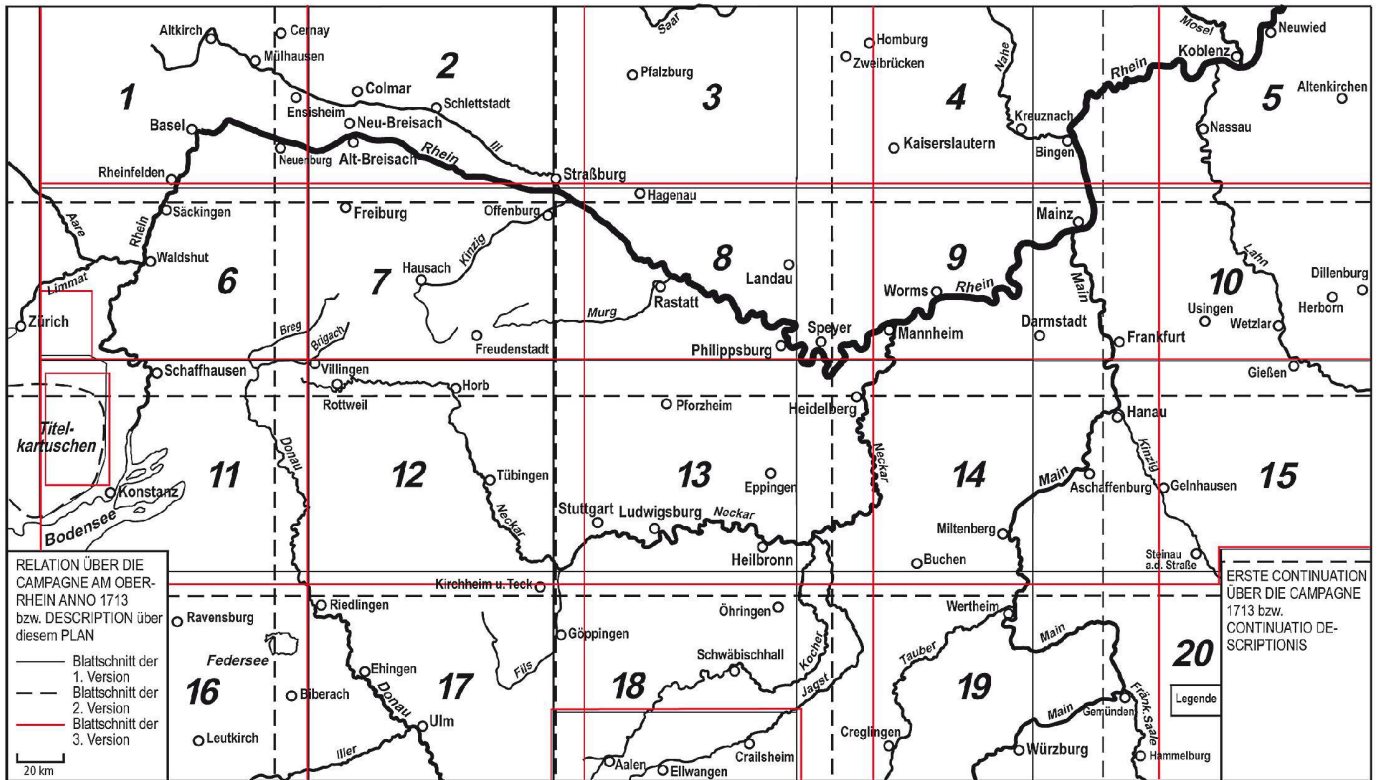 Altkirch
Cernay
Mülhausen
Saar
Homburg
Zweibrücken
Nahe
Mosel
Neuwied
Koblenz
Rhein
1
2
3
4
5
Pfalzburg
Altenkirchen
Colmar
Ensisheim
Schlettstadt
Basel
Neu-Breisach
Ill
Kreuznach
Nassau
Neuenburg
Alt-Breisach
Rhein
Kaiserslautern
Bingen
Rheinfelden
Straßburg
Hagenau
Aare
Rhein
Säckingen
Freiburg
Offenburg
Mainz
Kinzig
Waldshut
Limmat
6
7
8
9
10
Hausach
Landau
Rhein
Main
Lahn
Dillenburg
Herborn
Zürich
Murg
Rastatt
Worms
Usingen
Wetzlar
Breg
Brigach
Freudenstadt
Speyer
Mannheim
Darmstadt
Frankfurt
Philippsburg
Schaffhausen
Villingen
Gießen
Rottweil
Horb
Pforzheim
Heidelberg
Hanau
Titel-
kartuschen
Donau
Neckar
Kinzig
11
12
13
14
15
Tübingen
Eppingen
Main
Aschaffenburg
Gelnhausen
Konstanz
Bodensee
Neckar
Stuttgart
Ludwigsburg
Nockar
Miltenberg
Heilbronn
Buchen
Steinau
a.d. Straße
RELATION ÜBER DIE
CAMPAGNE AM OBER-
RHEIN ANNO 1713
bzw. DESCRIPTION über
diesem PLAN
Blattschnitt der
1. Version
Blattschnitt der
2. Version
Blattschnitt der
3. Version
20 km
ERSTE CONTINUATION
ÜBER DIE CAMPAGNE
1713 bzw.
CONTINUATIO DE-
SCRIPTIONIS
Kirchheim u. Teck
Riedlingen
Öhringen
Wertheim
Ravensburg
Göppingen
Main
Federsee
Tauber
Kocher
Schwäbischhall
Ehingen
Fils
16
17
18
19
20
Jagst
Biberach
Donau
Legende
Main
Gemünden
Fränk. Saale
Ulm
Leutkirch
Iller
Creglingen
Crailsheim
Würzburg
Hammelburg
Aalen
Ellwangen